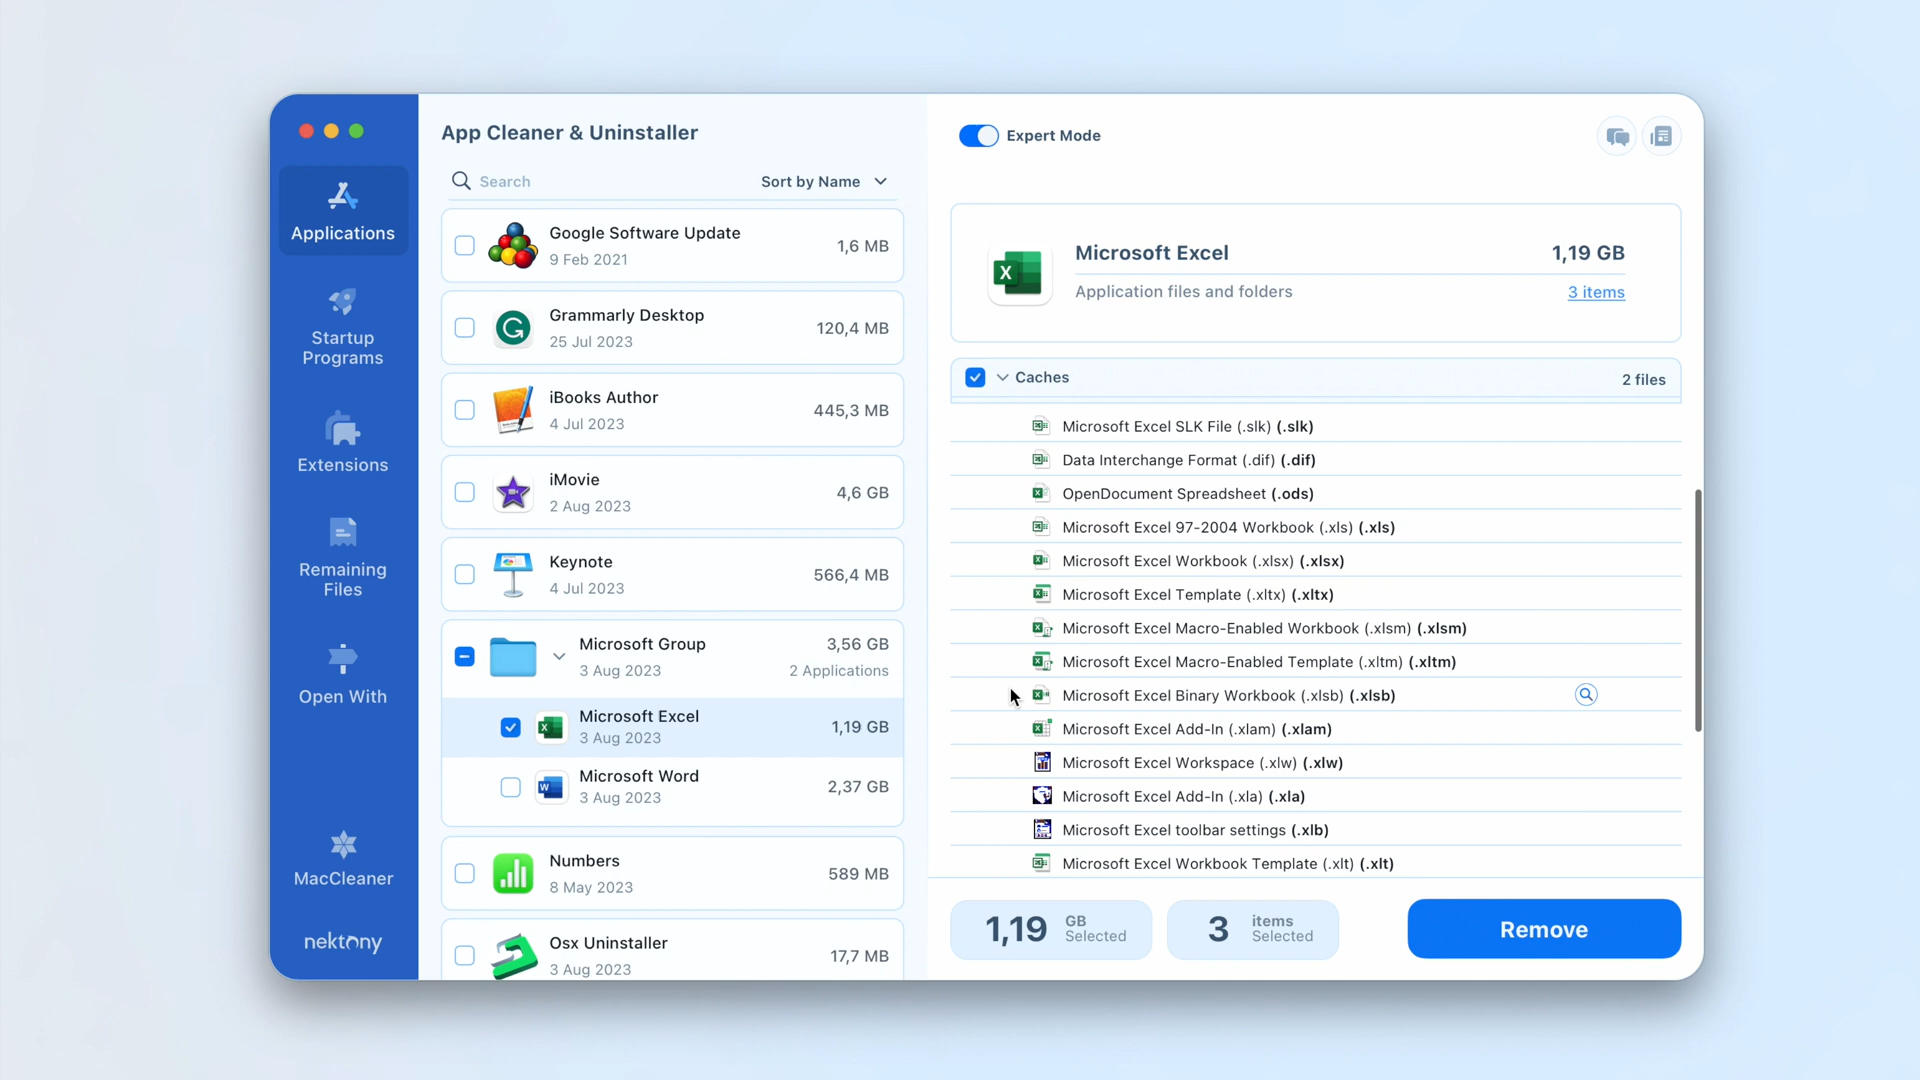 Applications
Startup
Programs
Extensions
Remaining
Files
Open With
MacCleaner
nektony
App Cleaner & Uninstaller
Search
Sort by Name
Google Software Update
9 Feb 2021
1,6 MB
Grammarly Desktop
25 Jul 2023
120,4 MB
iBooks Author
4 Jul 2023
445,3 MB
iMovie
2 Aug 2023
4,6 GB
Keynote
4 Jul 2023
566,4 MB
Microsoft Group
3 Aug 2023
3,56 GB
2 Applications
Microsoft Excel
3 Aug 2023
1,19 GB
Microsoft Word
3 Aug 2023
2,37 GB
Numbers
8 May 2023
589 MB
Osx Uninstaller
3 Aug 2023
17,7 MB
Expert Mode
Microsoft Excel
1,19 GB
Application files and folders
3 items
Caches
2 files
Microsoft Excel SLK File (.slk) (.slk)
Data Interchange Format (.dif) (.dif)
OpenDocument Spreadsheet (.ods)
Microsoft Excel 97-2004 Workbook (.xls) (.xls)
Microsoft Excel Workbook (.xlsx) (.xlsx)
Microsoft Excel Template (.xltx) (.xltx)
Microsoft Excel Macro-Enabled Workbook (.xlsm) (.xlsm)
Microsoft Excel Macro-Enabled Template (.xltm) (.xltm)
Microsoft Excel Binary Workbook (.xlsb) (.xlsb)
Microsoft Excel Add-In (.xlam) (.xlam)
Microsoft Excel Workspace (.xlw) (.xlw)
Microsoft Excel Add-In (.xla) (.xla)
Microsoft Excel toolbar settings (.xlb)
Microsoft Excel Workbook Template (.xlt) (.xlt)
1,19 GB Selected
3 items Selected
Remove